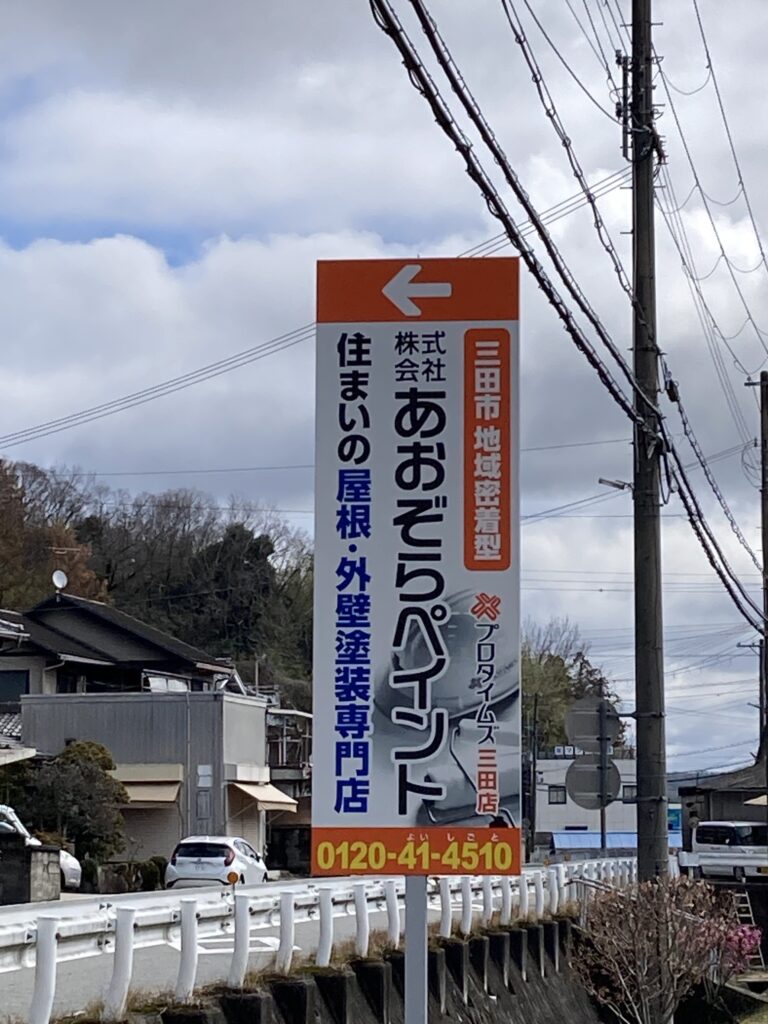 三田市 地域密着型
プロタイムズ 三田店
株式
会社
あおぞらペイント
住まいの屋根・外壁塗装専門店
よいしごと
0120-41-4510